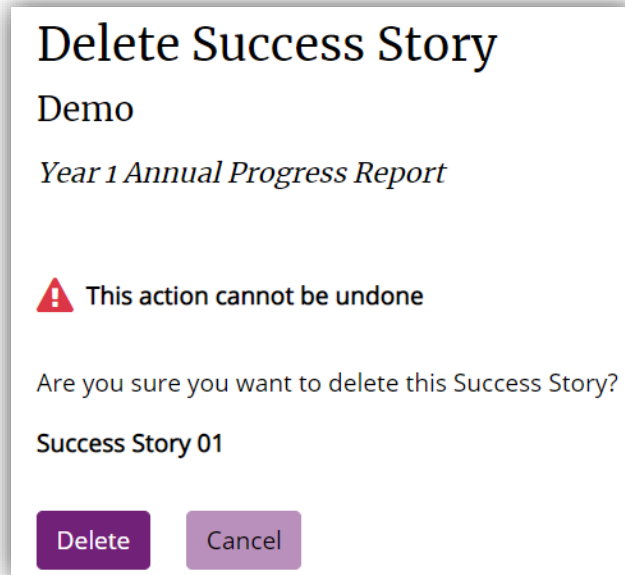 Delete Success Story
Demo
Year 1 Annual Progress Report
This action cannot be undone
Are you sure you want to delete this Success Story?
Success Story 01
Delete Cancel